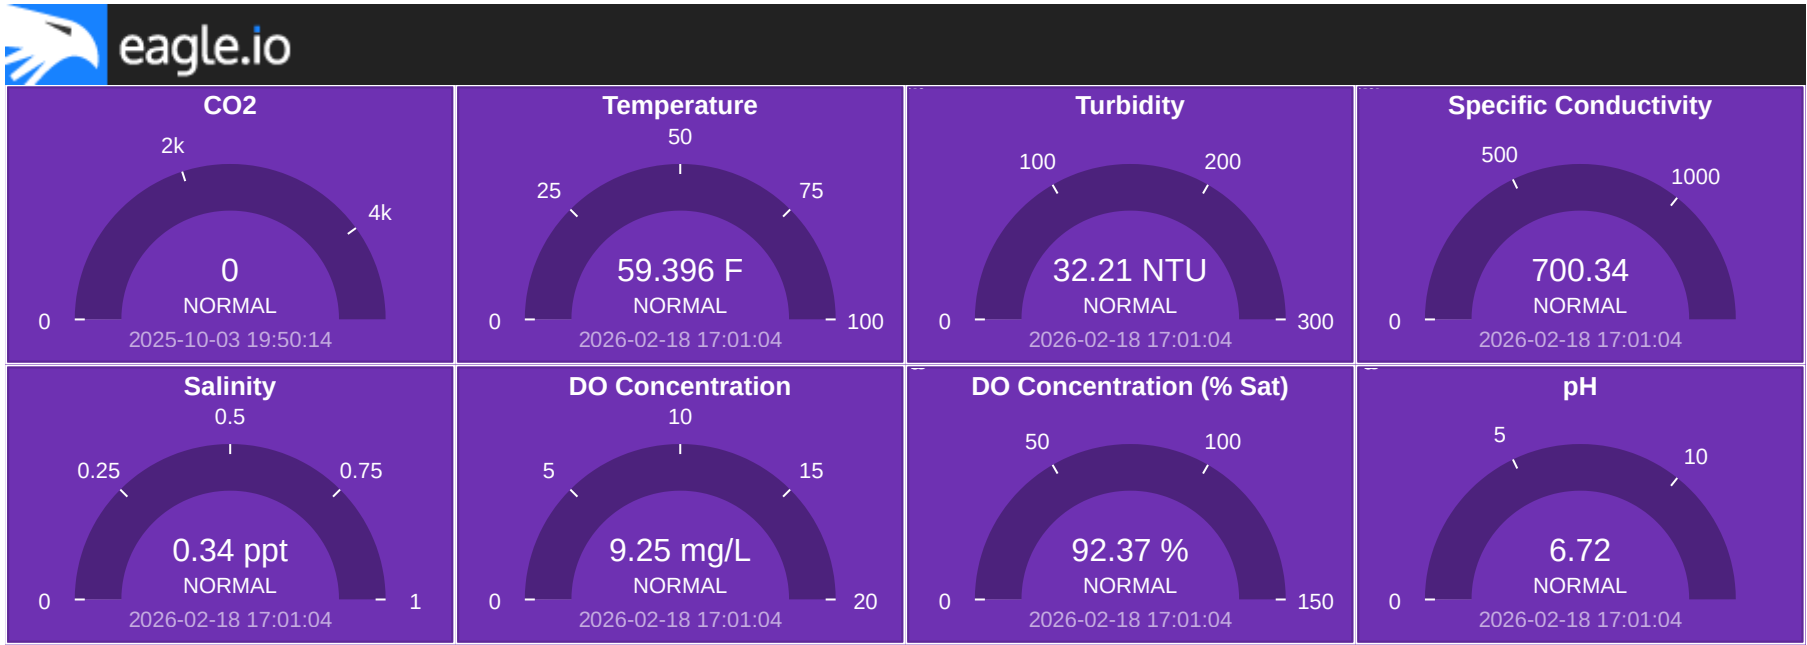 eagle.io
CO2
2k
4k
0
0
NORMAL
2025-10-03 19:50:14
Temperature
50
25
75
59.396 F
NORMAL
0
100
2026-02-18 17:01:04
Turbidity
100
200
32.21 NTU
NORMAL
0
300
2026-02-18 17:01:04
Specific Conductivity
500
1000
700.34
NORMAL
0
2026-02-18 17:01:04
Salinity
0.5
0.25
0.75
0.34 ppt
NORMAL
0
1
2026-02-18 17:01:04
DO Concentration
10
5
15
9.25 mg/L
NORMAL
0
20
2026-02-18 17:01:04
DO Concentration (% Sat)
50
100
92.37 %
NORMAL
0
150
2026-02-18 17:01:04
pH
5
10
6.72
NORMAL
0
2026-02-18 17:01:04